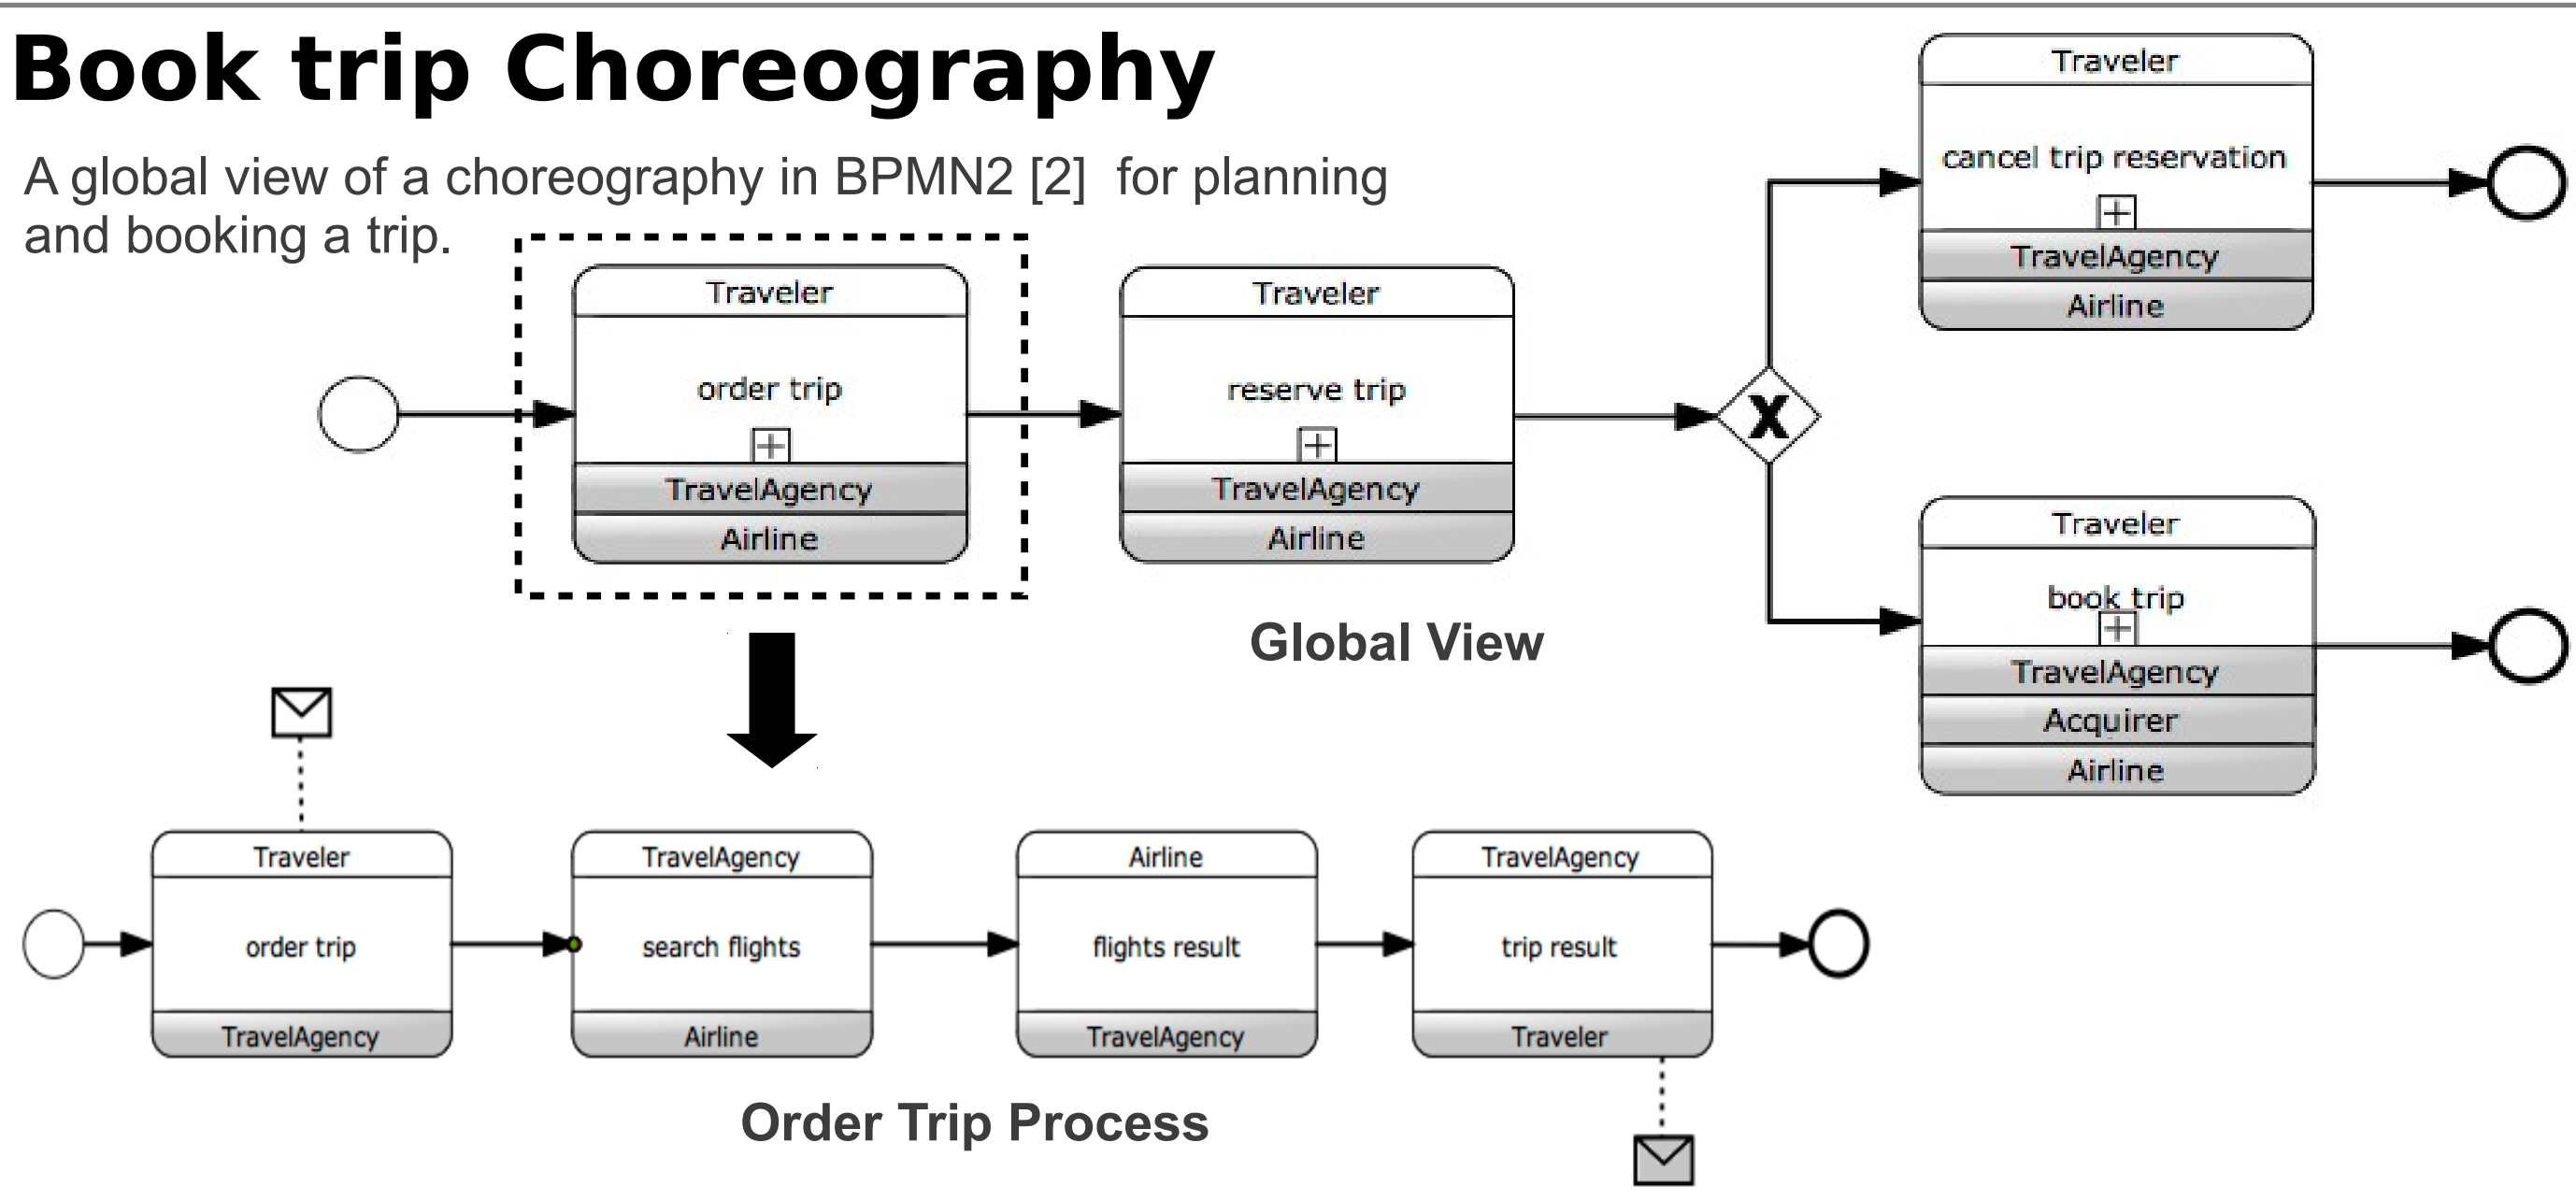 Book trip Choreography
A global view of a choreography in BPMN2 [2]  for planning
and booking a trip.
Traveler
order trip
TravelAgency
Airline
Traveler
reserve trip
TravelAgency
Airline
X
Traveler
cancel trip reservation
TravelAgency
Airline
Traveler
book trip
TravelAgency
Acquirer
Airline
Global View
Traveler
order trip
TravelAgency
TravelAgency
search flights
Airline
Airline
flights result
TravelAgency
TravelAgency
trip result
Traveler
Order Trip Process